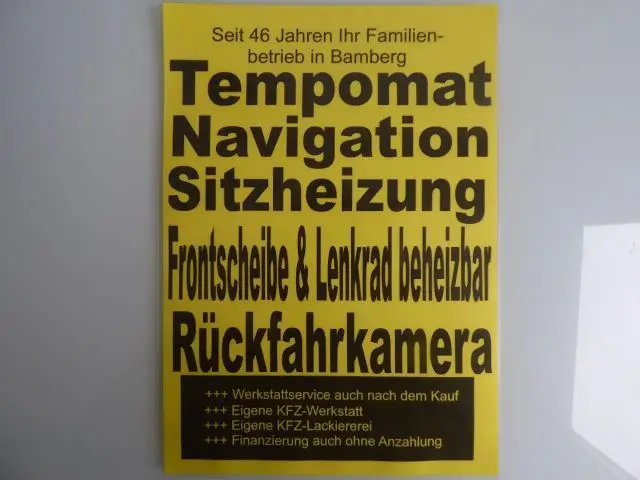 Seit 46 Jahren Ihr Familien-
betrieb in Bamberg
Tempomat
Navigation
Sitzheizung
Frontscheibe & Lenkrad beheizbar
Rückfahrkamera
+++ Werkstattservice auch nach dem Kauf
+++ Eigene KFZ-Werkstatt
+++ Eigene KFZ-Lackiererei
+++ Finanzierung auch ohne Anzahlung